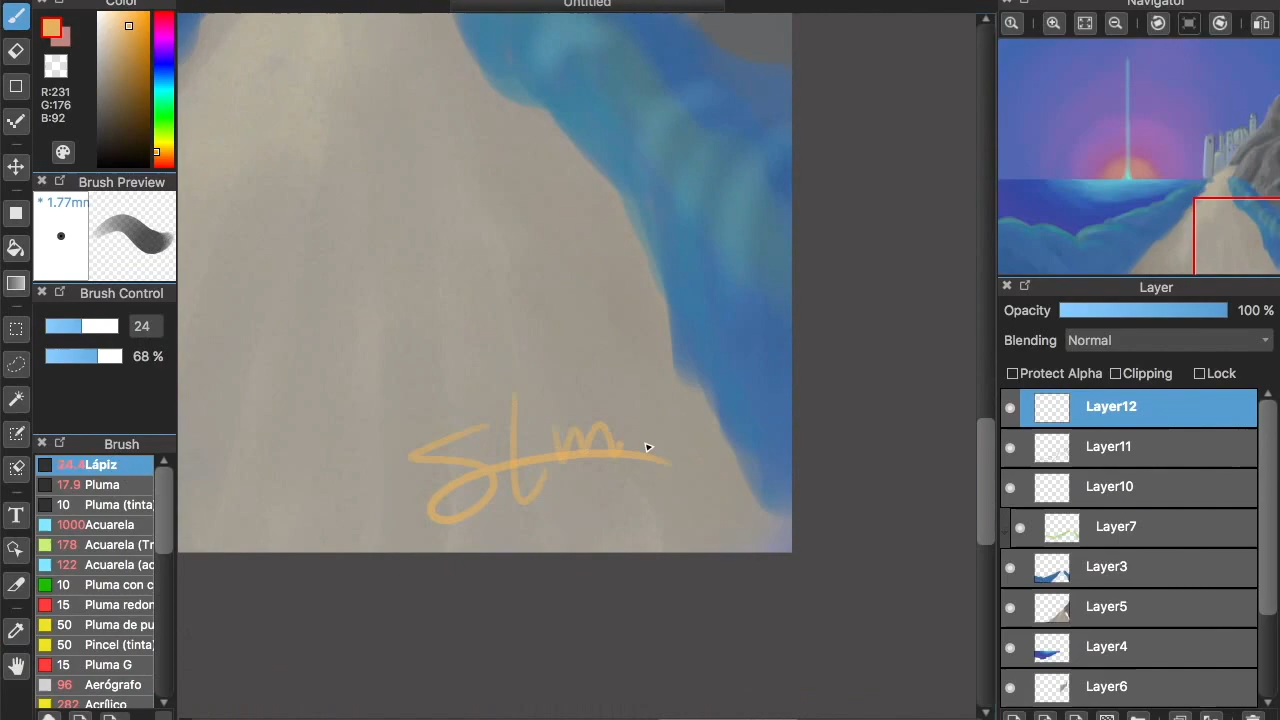 Color
Untitled
Navigator
R:231
G:176
B:92
Brush Preview
* 1.77mm
Brush Control
24
68 %
Brush
24.4 Lápiz
17.9 Pluma
10 Pluma (tinta
1000 Acuarela
178 Acuarela (Tr
122 Acuarela (ac
10 Pluma con c
15 Pluma redon
50 Pluma de pu
50 Pincel (tinta
15 Pluma G
96 Aerógrafo
282 Acrílico
T
Layer
Opacity 100 %
Blending Normal
Protect Alpha Clipping Lock
Layer12
Layer11
Layer10
Layer7
Layer3
Layer5
Layer4
Layer6